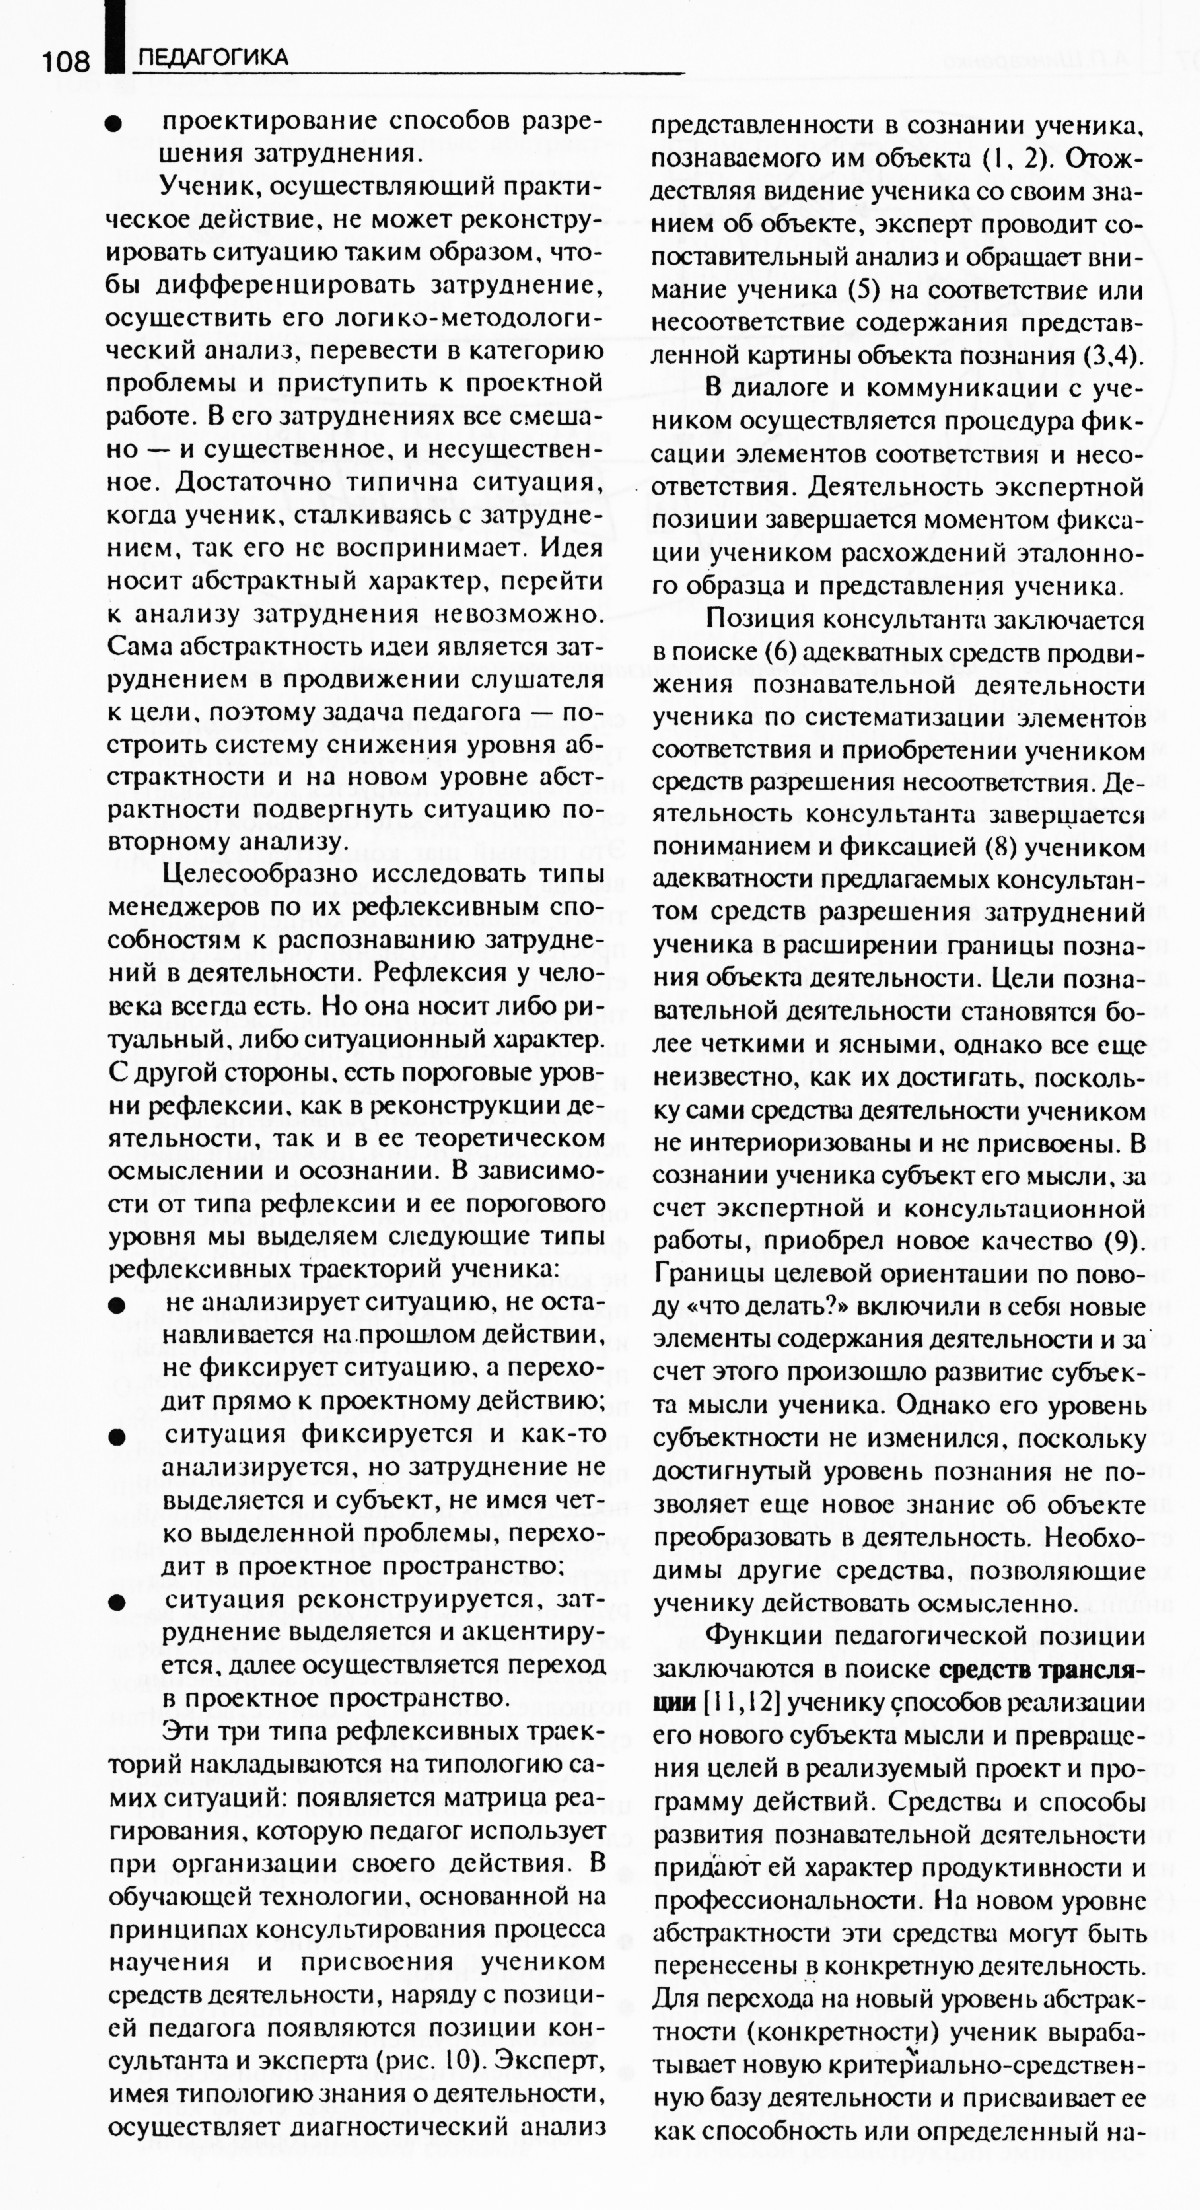 108 ПЕДАГОГИКА
● проектирование способов разре-
шения затруднения.
Ученик, осуществляющий практи-
ческое действие, не может реконстру-
ировать ситуацию таким образом, что-
бы дифференцировать затруднение,
осуществить его логико-методологи-
ческий анализ, перевести в категорию
проблемы и приступить к проектной
работе. В его затруднениях все смеша-
но — и существенное, и несуществен-
ное. Достаточно типична ситуация,
когда ученик, сталкиваясь с затрудне-
нием, так его не воспринимает. Идея
носит абстрактный характер, перейти
к анализу затруднения невозможно.
Сама абстрактность идеи является зат-
руднением в продвижении слушателя
к цели, поэтому задача педагога — по-
строить систему снижения уровня аб-
страктности и на новом уровне абст-
рактности подвергнуть ситуацию по-
вторному анализу.
Целесообразно исследовать типы
менеджеров по их рефлексивным спо-
собностям к распознаванию затрудне-
ний в деятельности. Рефлексия у чело-
века всегда есть. Но она носит либо ри-
туальный, либо ситуационный характер.
С другой стороны, есть пороговые уров-
ни рефлексии, как в реконструкции де-
ятельности, так и в ее теоретическом
осмыслении и осознании. В зависимо-
сти от типа рефлексии и ее порогового
уровня мы выделяем следующие типы
рефлексивных траекторий ученика:
● не анализирует ситуацию, не оста-
навливается на прошлом действии,
не фиксирует ситуацию, а перехо-
дит прямо к проектному действию;
● ситуация фиксируется и как-то
анализируется, но затруднение не
выделяется и субъект, не имея чет-
ко выделенной проблемы, перехо-
дит в проектное пространство;
● ситуация реконструируется, зат-
руднение выделяется и акцентиру-
ется, далее осуществляется переход
в проектное пространство.
Эти три типа рефлексивных траек-
торий накладываются на типологию са-
мих ситуаций: появляется матрица реа-
гирования, которую педагог использует
при организации своего действия. В
обучающей технологии, основанной на
принципах консультирования процесса
научения и присвоения учеником
средств деятельности, наряду с позици-
ей педагога появляются позиции кон-
сультанта и эксперта (рис. 10). Эксперт,
имея типологию знания о деятельности,
осуществляет диагностический анализ
представленности в сознании ученика,
познаваемого им объекта (1, 2). Отож-
дествляя видение ученика со своим зна-
нием об объекте, эксперт проводит со-
поставительный анализ и обращает вни-
мание ученика (5) на соответствие или
несоответствие содержания представ-
ленной картины объекта познания (3,4).
В диалоге и коммуникации с уче-
ником осуществляется процедура фик-
сации элементов соответствия и несо-
ответствия. Деятельность экспертной
позиции завершается моментом фикса-
ции учеником расхождений эталонно-
го образца и представления ученика.
Позиция консультанта заключается
в поиске (6) адекватных средств продви-
жения познавательной деятельности
ученика по систематизации элементов
соответствия и приобретении учеником
средств разрешения несоответствия. Де-
ятельность консультанта завершается
пониманием и фиксацией (8) учеником
адекватности предлагаемых консультан-
том средств разрешения затруднений
ученика в расширении границы позна-
ния объекта деятельности. Цели позна-
вательной деятельности становятся бо-
лее четкими и ясными, однако все еще
неизвестно, как их достигать, посколь-
ку сами средства деятельности учеником
не интериоризованы и не присвоены. В
сознании ученика субъект его мысли, за
счет экспертной и консультационной
работы, приобрел новое качество (9).
Границы целевой ориентации по пово-
ду «что делать?» включили в себя новые
элементы содержания деятельности и за
счет этого произошло развитие субъек-
та мысли ученика. Однако его уровень
субъектности не изменился, поскольку
достигнутый уровень познания не по-
зволяет еще новое знание об объекте
преобразовать в деятельность. Необхо-
димы другие средства, позволяющие
ученику действовать осмысленно.
Функции педагогической позиции
заключаются в поиске средств трансля-
ции [11,12] ученику способов реализации
его нового субъекта мысли и превраще-
ния целей в реализуемый проект и про-
грамму действий. Средства и способы
развития познавательной деятельности
придают ей характер продуктивности и
профессиональности. На новом уровне
абстрактности эти средства могут быть
перенесены в конкретную деятельность.
Для перехода на новый уровень абстрак-
тности (конкретности) ученик выраба-
тывает новую критериально-средствен-
ную базу деятельности и присваивает ее
как способность или определенный на-